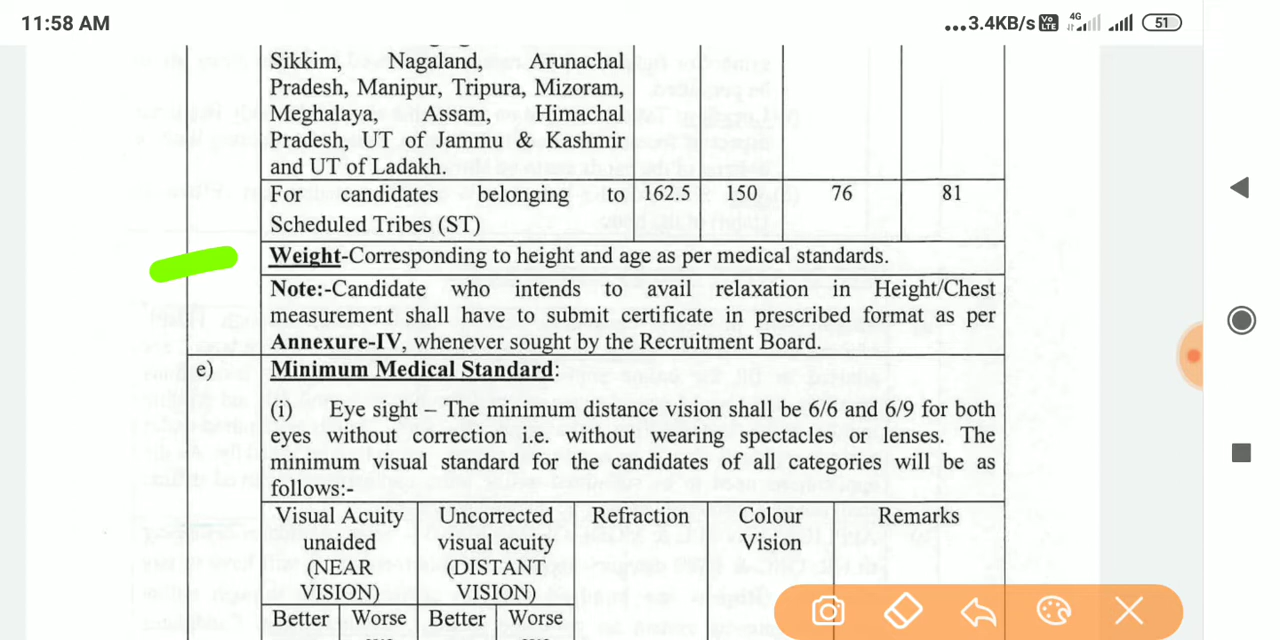 11:58 AM
...3.4KB/s Vo LTE 4G 51
Sikkim, Nagaland, Arunachal
Pradesh, Manipur, Tripura, Mizoram,
Meghalaya, Assam, Himachal
Pradesh, UT of Jammu & Kashmir
and UT of Ladakh.
For candidates belonging to 162.5 150 76 81
Scheduled Tribes (ST)
Weight-Corresponding to height and age as per medical standards.
Note:-Candidate who intends to avail relaxation in Height/Chest
measurement shall have to submit certificate in prescribed format as per
Annexure-IV, whenever sought by the Recruitment Board.
e) Minimum Medical Standard:
(i) Eye sight – The minimum distance vision shall be 6/6 and 6/9 for both
eyes without correction i.e. without wearing spectacles or lenses. The
minimum visual standard for the candidates of all categories will be as
follows:-
Visual Acuity Uncorrected Refraction Colour Remarks
unaided visual acuity Vision
(NEAR (DISTANT
VISION) VISION)
Better Worse Better Worse